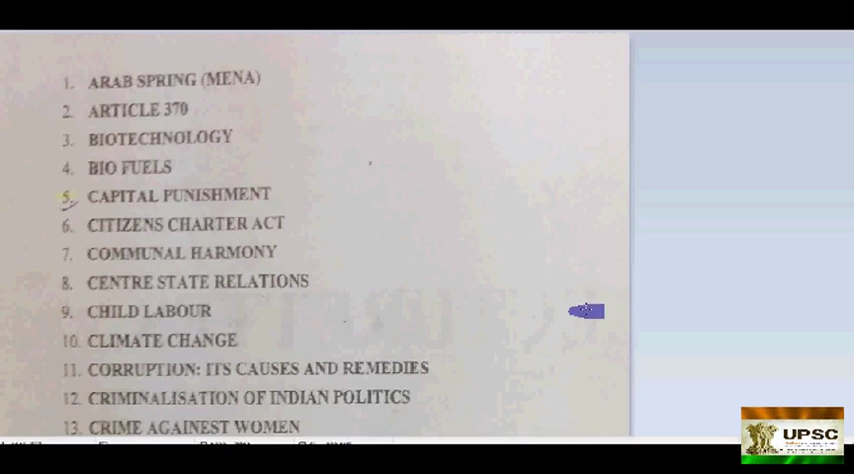 1. ARAB SPRING (MENA)
2. ARTICLE 370
3. BIOTECHNOLOGY
4. BIO FUELS
5. CAPITAL PUNISHMENT
6. CITIZENS CHARTER ACT
7. COMMUNAL HARMONY
8. CENTRE STATE RELATIONS
9. CHILD LABOUR
10. CLIMATE CHANGE
11. CORRUPTION: ITS CAUSES AND REMEDIES
12. CRIMINALISATION OF INDIAN POLITICS
13. CRIME AGAINEST WOMEN
UPSC